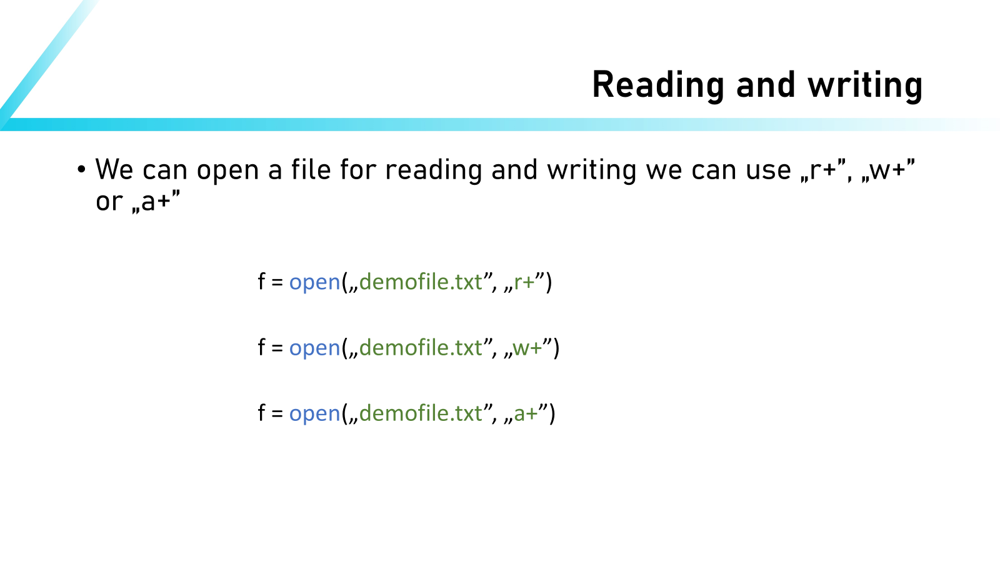 Reading and writing
• We can open a file for reading and writing we can use „r+”, „w+”
or „a+”
f = open(„demofile.txt”, „r+”)
f = open(„demofile.txt”, „w+”)
f = open(„demofile.txt”, „a+”)